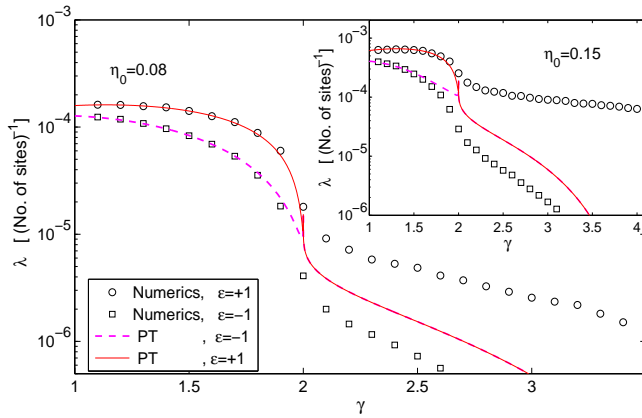 10⁻³
10⁻⁴
10⁻⁵
10⁻⁶
λ [ (No. of sites)⁻¹]
η₀=0.08
Numerics, ε=+1
Numerics, ε=−1
PT , ε=−1
PT , ε=+1
1 1.5 2 2.5 3
γ
10⁻³
10⁻⁴
10⁻⁵
10⁻⁶
λ [ (No. of sites)⁻¹]
η₀=0.15
1 1.5 2 2.5 3 3.5 4
γ